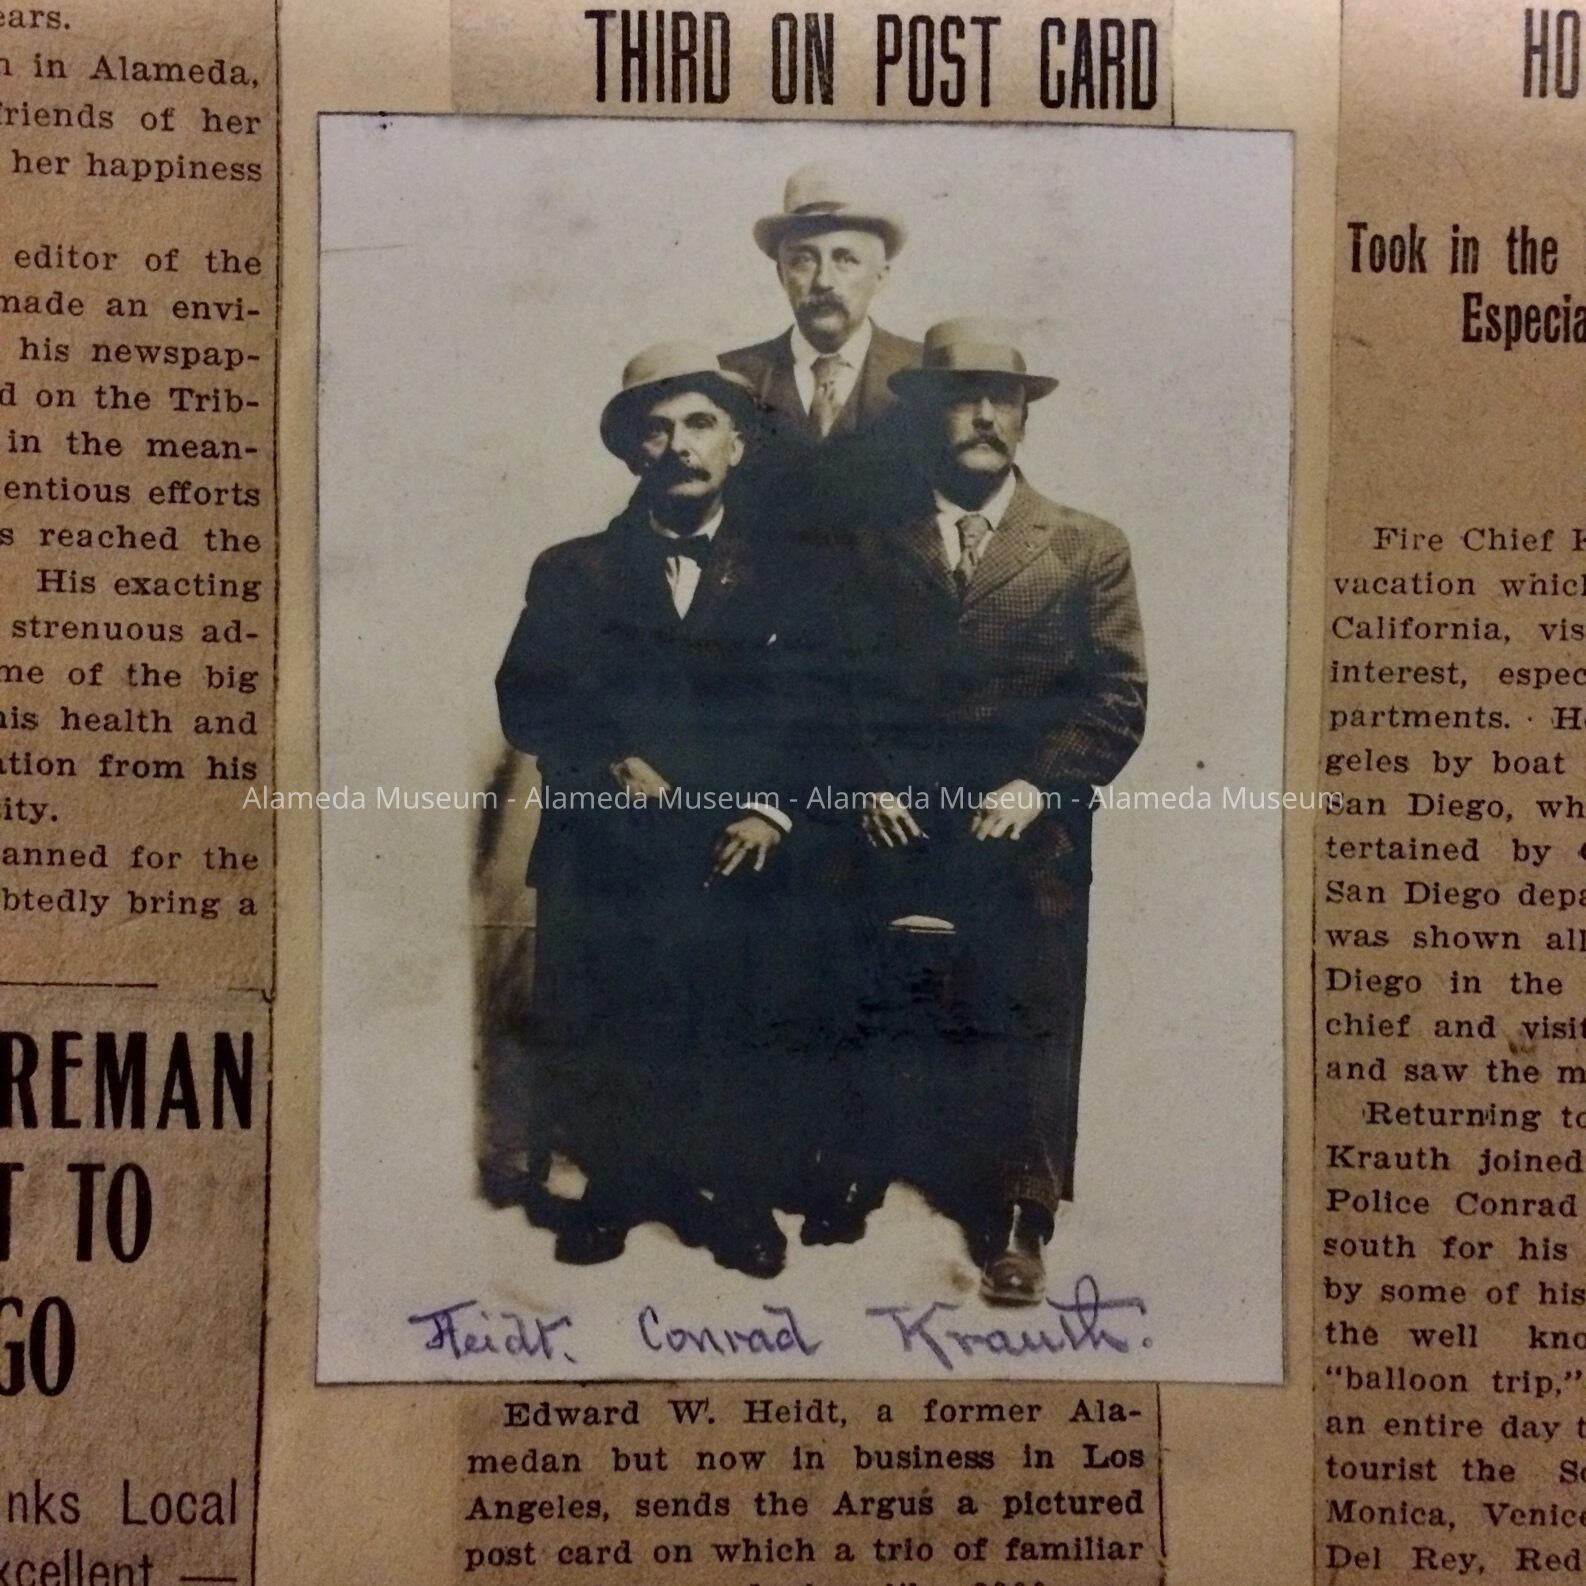 ears.
n in Alameda,
friends of her
her happiness
editor of the
made an envi-
his newspap-
d on the Trib-
in the mean-
entious efforts
s reached the
His exacting
strenuous ad-
me of the big
his health and
ation from his
ity.
anned for the
btedly bring a
REMAN
T TO
GO
nks Local
xcellent —
THIRD ON POST CARD
Alameda Museum - Alameda Museum - Alameda Museum - Alameda Museum
Heidt. Conrad Krauth.
Edward W. Heidt, a former Ala-
medan but now in business in Los
Angeles, sends the Argus a pictured
post card on which a trio of familiar
HO
Took in the
Especia
Fire Chief K
vacation which
California, vis
interest, espec
partments. He
geles by boat
San Diego, wh
tertained by
San Diego depa
was shown all
Diego in the
chief and visit
and saw the m
Returning to
Krauth joined
Police Conrad
south for his
by some of his
the well kno
"balloon trip,"
an entire day t
tourist the So
Monica, Venice
Del Rey, Red